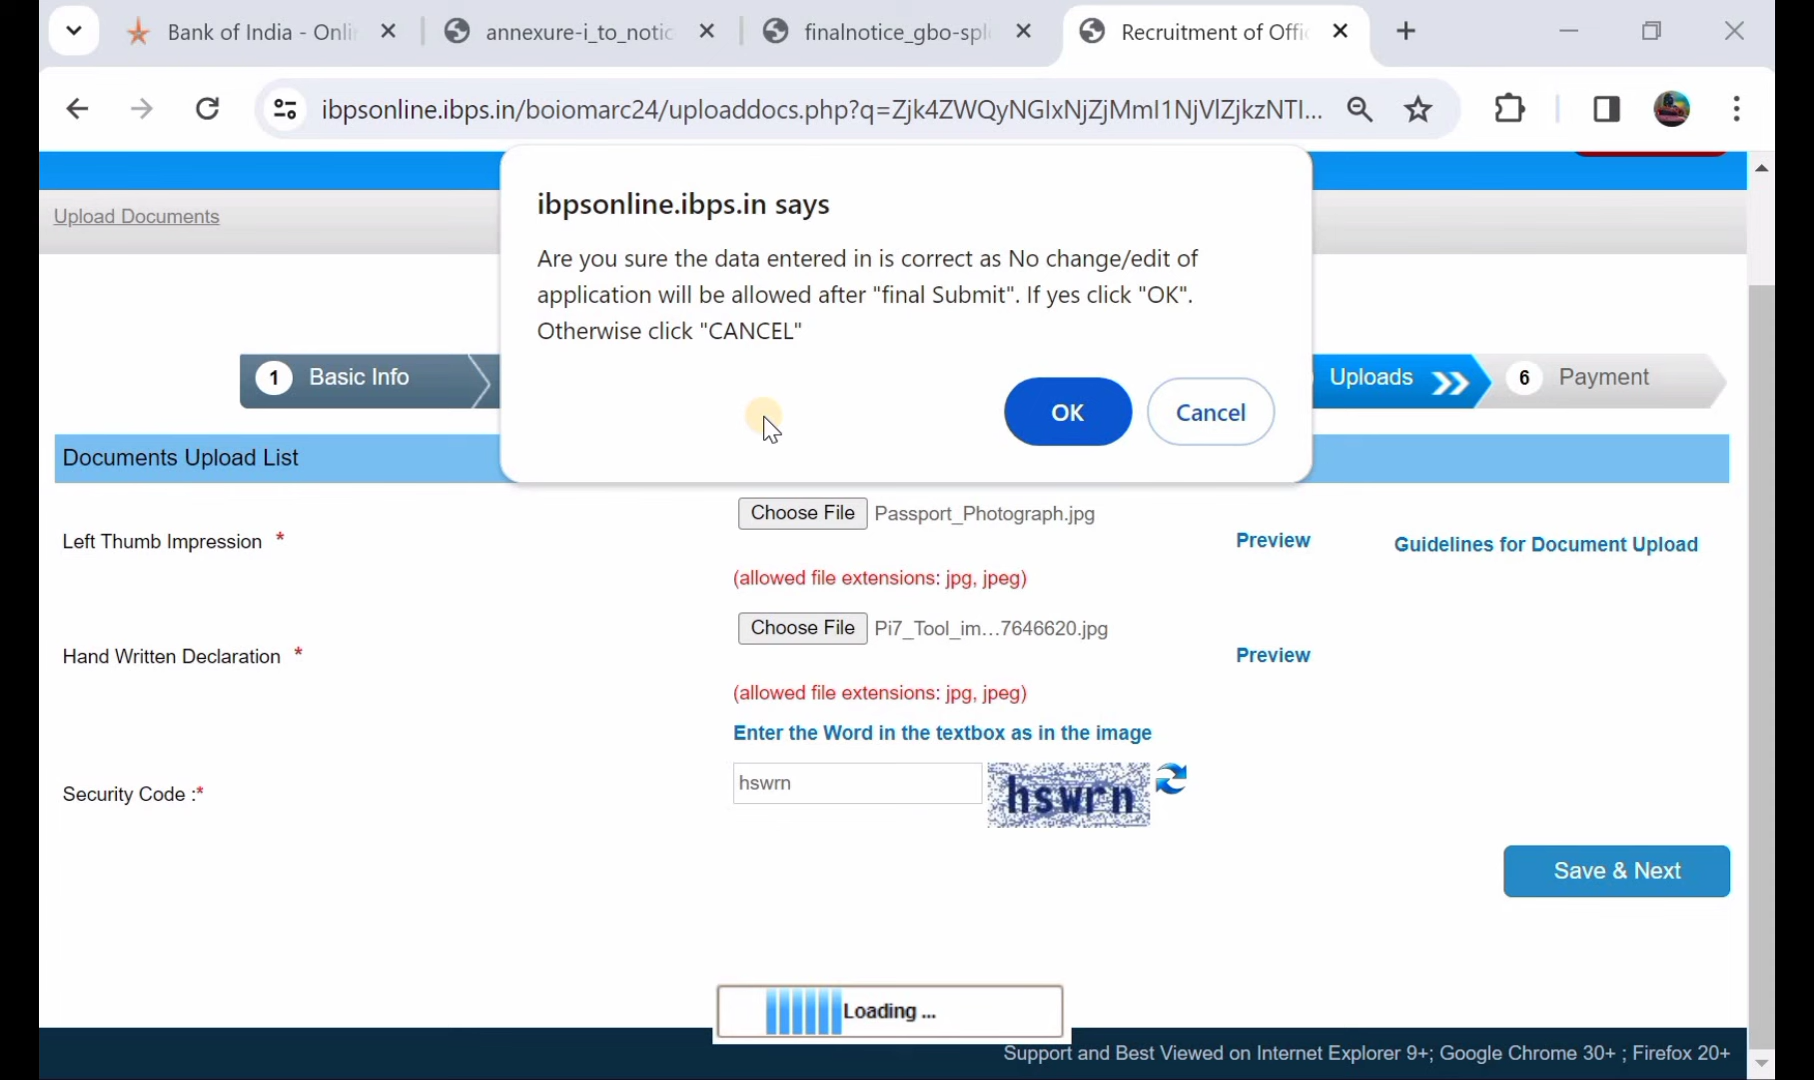 Bank of India - Onli
annexure-i_to_notic
finalnotice_gbo-spl
Recruitment of Offi
ibpsonline.ibps.in/boiomarc24/uploaddocs.php?q=Zjk4ZWQyNGIxNjZjMmI1NjVlZjkzNTI...
Upload Documents
ibpsonline.ibps.in says
Are you sure the data entered in is correct as No change/edit of
application will be allowed after "final Submit". If yes click "OK".
Otherwise click "CANCEL"
OK Cancel
1 Basic Info
Uploads
6 Payment
Documents Upload List
Left Thumb Impression *
Choose File Passport_Photograph.jpg
(allowed file extensions: jpg, jpeg)
Preview
Guidelines for Document Upload
Hand Written Declaration *
Choose File Pi7_Tool_im...7646620.jpg
(allowed file extensions: jpg, jpeg)
Preview
Enter the Word in the textbox as in the image
Security Code :*
hswrn
hswrn
Save & Next
Loading ...
Support and Best Viewed on Internet Explorer 9+; Google Chrome 30+ ; Firefox 20+